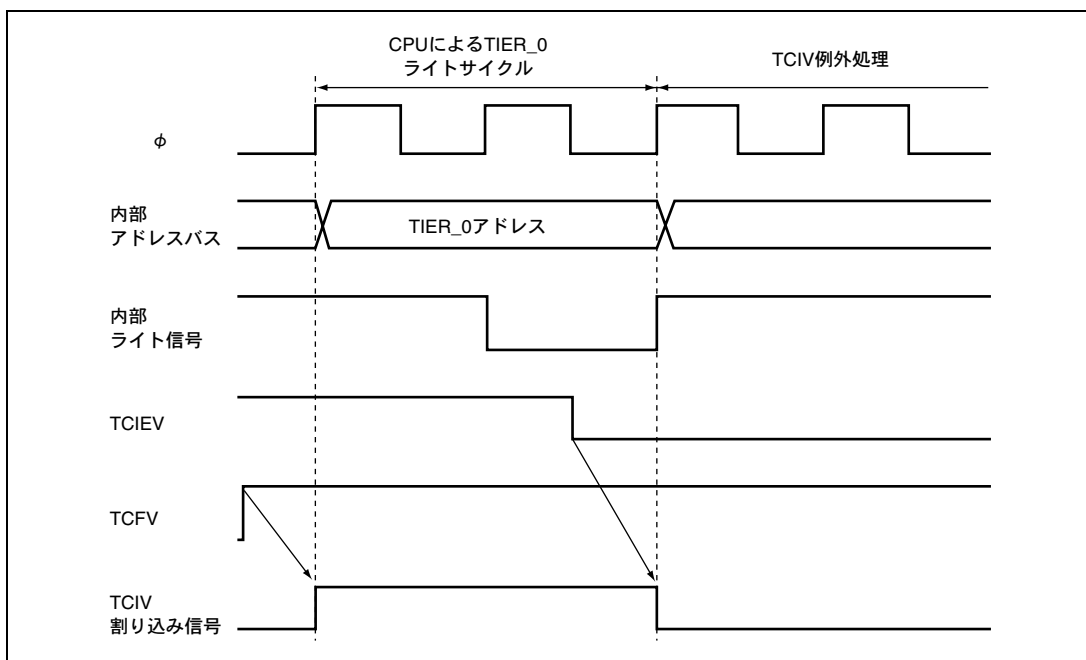 CPUによるTIER_0
ライトサイクル
TCIV例外処理
φ
内部
アドレスバス
TIER_0アドレス
内部
ライト信号
TCIEV
TCFV
TCIV
割り込み信号